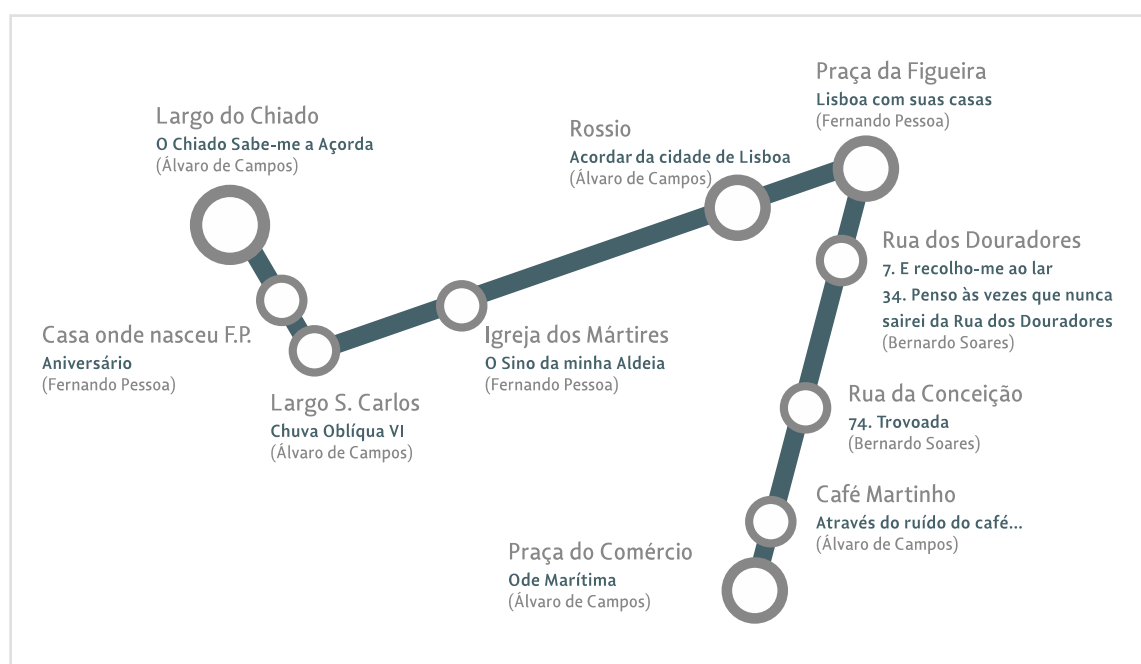 Largo do Chiado
O Chiado Sabe-me a Açorda
(Álvaro de Campos)
Casa onde nasceu F.P.
Aniversário
(Fernando Pessoa)
Largo S. Carlos
Chuva Oblíqua VI
(Álvaro de Campos)
Igreja dos Mártires
O Sino da minha Aldeia
(Fernando Pessoa)
Rossio
Acordar da cidade de Lisboa
(Álvaro de Campos)
Praça da Figueira
Lisboa com suas casas
(Fernando Pessoa)
Rua dos Douradores
7. E recolho-me ao lar
34. Penso às vezes que nunca
sairei da Rua dos Douradores
(Bernardo Soares)
Rua da Conceição
74. Trovoada
(Bernardo Soares)
Café Martinho
Através do ruído do café...
(Álvaro de Campos)
Praça do Comércio
Ode Marítima
(Álvaro de Campos)